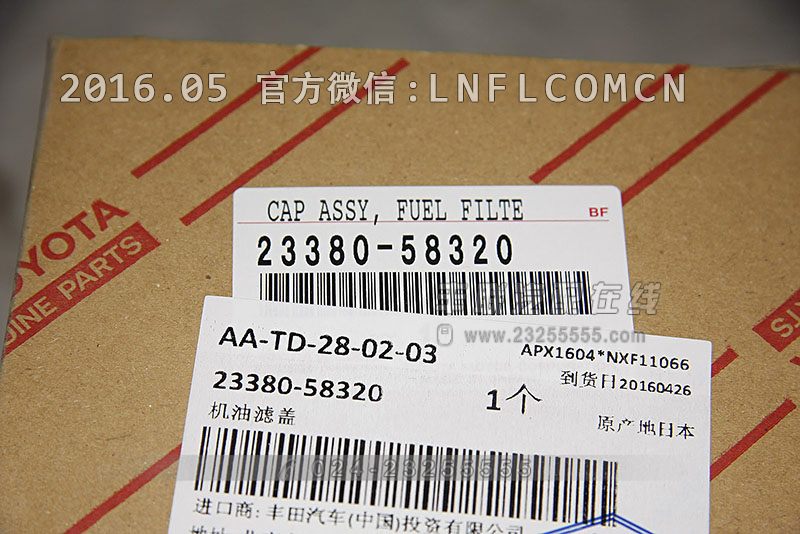 2016.05 官方微信:LNFLCOMCN
TOYOTA
GENUINE PARTS
CAP ASSY, FUEL FILTE
BF
23380-58320
在线
www.23255555.com
AA-TD-28-02-03
APX1604*NXF11066
到货日20160426
23380-58320
1个
机油滤盖
原产地日本
024-23255555
进口商:丰田汽车(中国)投资有限公司